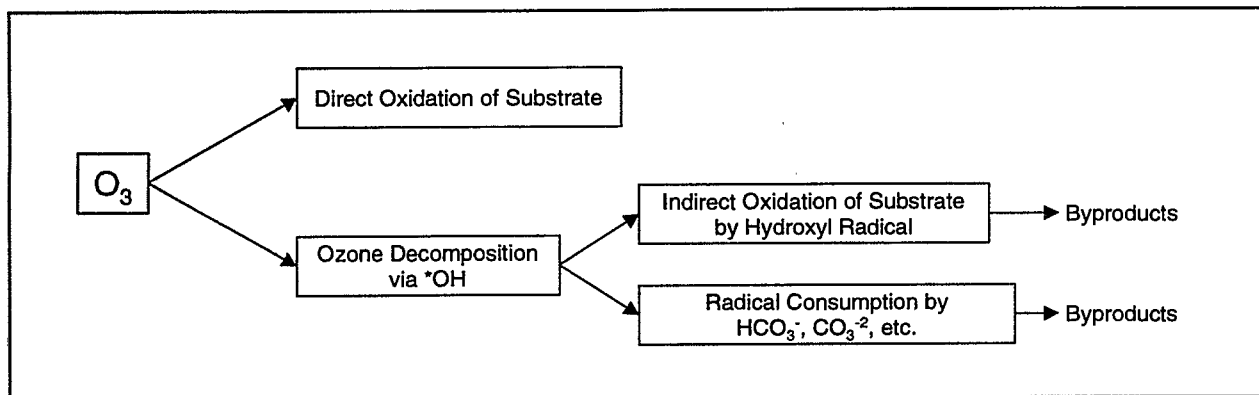 Direct Oxidation of Substrate
O₃
Indirect Oxidation of Substrate
by Hydroxyl Radical
Byproducts
Ozone Decomposition
via *OH
Radical Consumption by
HCO₃⁻, CO₃⁻², etc.
Byproducts